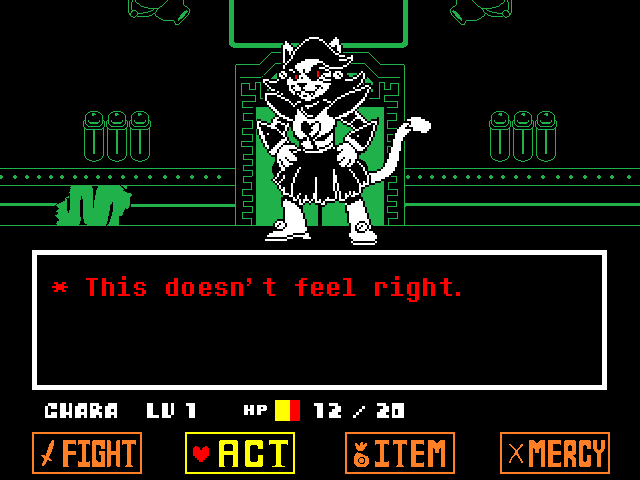 * This doesn't feel right.
CHARA LV 1 HP 12 / 20
FIGHT ACT ITEM MERCY